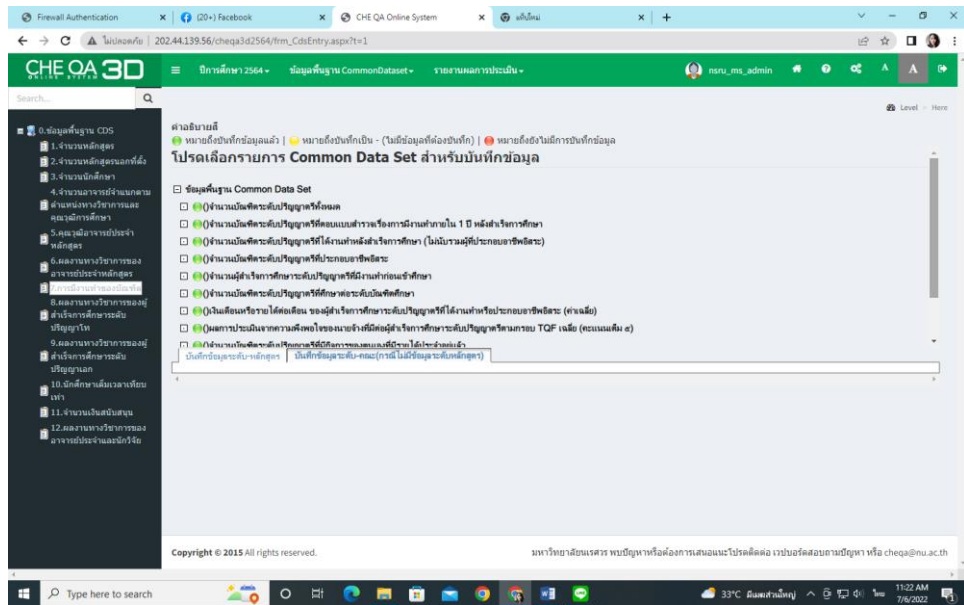 Firewall Authentication
(20+) Facebook
CHE QA Online System
แท็บใหม่
ไม่ปลอดภัย | 202.44.139.56/cheqa3d2564/frm_CdsEntry.aspx?t=1
CHE QA 3D
ONLINE SYSTEM
ปีการศึกษา 2564
ข้อมูลพื้นฐาน CommonDataset
รายงานผลการประเมิน
nsru_ms_admin
A
A
Search...
Level > Here
0.ข้อมูลพื้นฐาน CDS
1.จำนวนหลักสูตร
2.จำนวนหลักสูตรนอกที่ตั้ง
3.จำนวนนักศึกษา
4.จำนวนอาจารย์จำแนกตาม
ตำแหน่งทางวิชาการและ
คุณวุฒิการศึกษา
5.คุณวุฒิอาจารย์ประจำ
หลักสูตร
6.ผลงานทางวิชาการของ
อาจารย์ประจำหลักสูตร
7.การมีงานทำของบัณฑิต
8.ผลงานทางวิชาการของผู้
สำเร็จการศึกษาระดับ
ปริญญาโท
9.ผลงานทางวิชาการของผู้
สำเร็จการศึกษาระดับ
ปริญญาเอก
10.นักศึกษาเต็มเวลาเทียบ
เท่า
11.จำนวนเงินสนับสนุน
12.ผลงานทางวิชาการของ
อาจารย์ประจำและนักวิจัย
คำอธิบายสี
หมายถึงบันทึกข้อมูลแล้ว | หมายถึงบันทึกเป็น - (ไม่มีข้อมูลที่ต้องบันทึก) | หมายถึงยังไม่มีการบันทึกข้อมูล
โปรดเลือกรายการ Common Data Set สำหรับบันทึกข้อมูล
ข้อมูลพื้นฐาน Common Data Set
()จำนวนบัณฑิตระดับปริญญาตรีทั้งหมด
()จำนวนบัณฑิตระดับปริญญาตรีที่ตอบแบบสำรวจเรื่องการมีงานทำภายใน 1 ปี หลังสำเร็จการศึกษา
()จำนวนบัณฑิตระดับปริญญาตรีที่ได้งานทำหลังสำเร็จการศึกษา (ไม่นับรวมผู้ที่ประกอบอาชีพอิสระ)
()จำนวนบัณฑิตระดับปริญญาตรีที่ประกอบอาชีพอิสระ
()จำนวนผู้สำเร็จการศึกษาระดับปริญญาตรีที่มีงานทำก่อนเข้าศึกษา
()จำนวนบัณฑิตระดับปริญญาตรีที่ศึกษาต่อระดับบัณฑิตศึกษา
()เงินเดือนหรือรายได้ต่อเดือน ของผู้สำเร็จการศึกษาระดับปริญญาตรีที่ได้งานทำหรือประกอบอาชีพอิสระ (ค่าเฉลี่ย)
()ผลการประเมินจากความพึงพอใจของนายจ้างที่มีต่อผู้สำเร็จการศึกษาระดับปริญญาตรีตามกรอบ TQF เฉลี่ย (คะแนนเต็ม ๕)
()จำนวนบัณฑิตระดับปริญญาตรีที่มีกิจการของตนเองที่มีรายได้ประจำอยู่แล้ว
บันทึกข้อมูลระดับ-หลักสูตร
บันทึกข้อมูลระดับ-คณะ(กรณีไม่มีข้อมูลระดับหลักสูตร)
Copyright © 2015 All rights reserved.
มหาวิทยาลัยนเรศวร พบปัญหาหรือต้องการเสนอแนะโปรดติดต่อ เวปบอร์ดสอบถามปัญหา หรือ cheqa@nu.ac.th
Type here to search
33°C มีเมฆส่วนใหญ่
ไทย
11:22 AM
7/6/2022